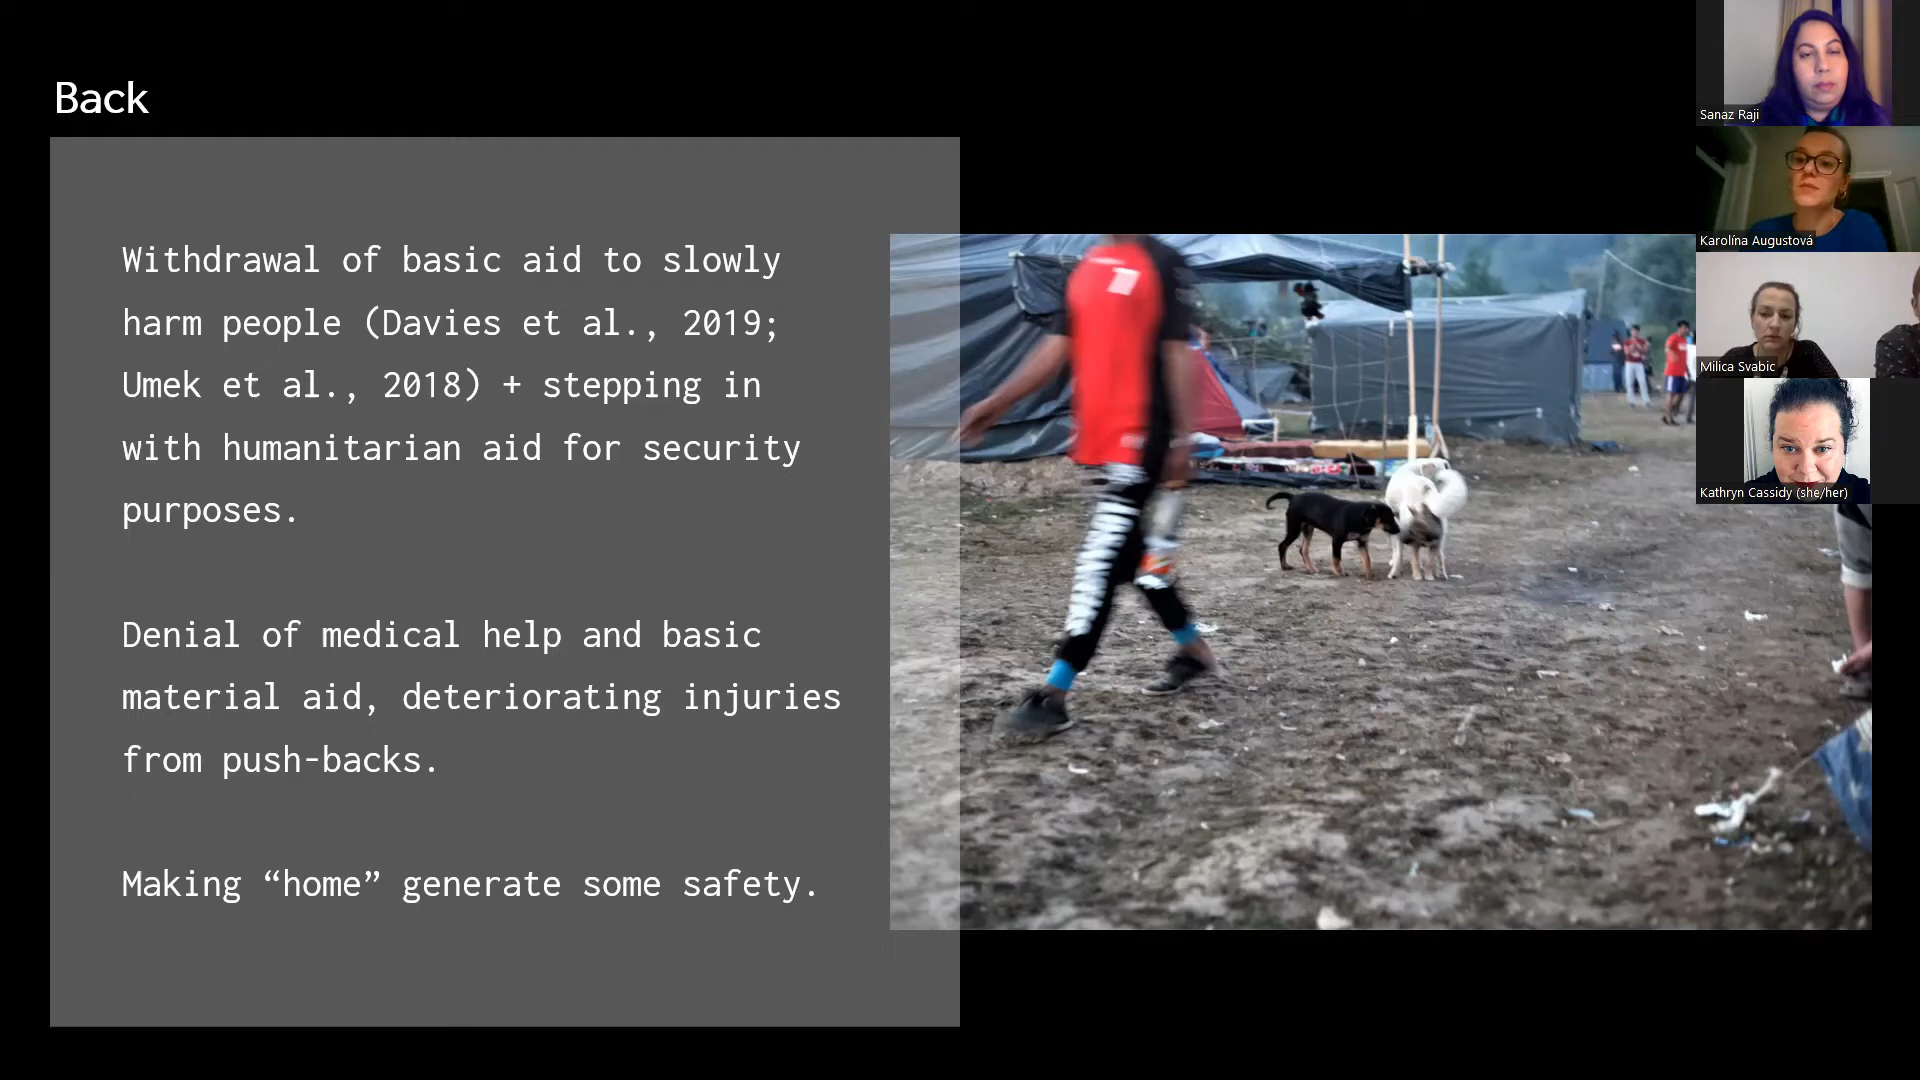 Back
Withdrawal of basic aid to slowly
harm people (Davies et al., 2019;
Umek et al., 2018) + stepping in
with humanitarian aid for security
purposes.
Denial of medical help and basic
material aid, deteriorating injuries
from push-backs.
Making “home” generate some safety.
Sanaz Raji
Karolína Augustová
Milica Svabic
Kathryn Cassidy (she/her)